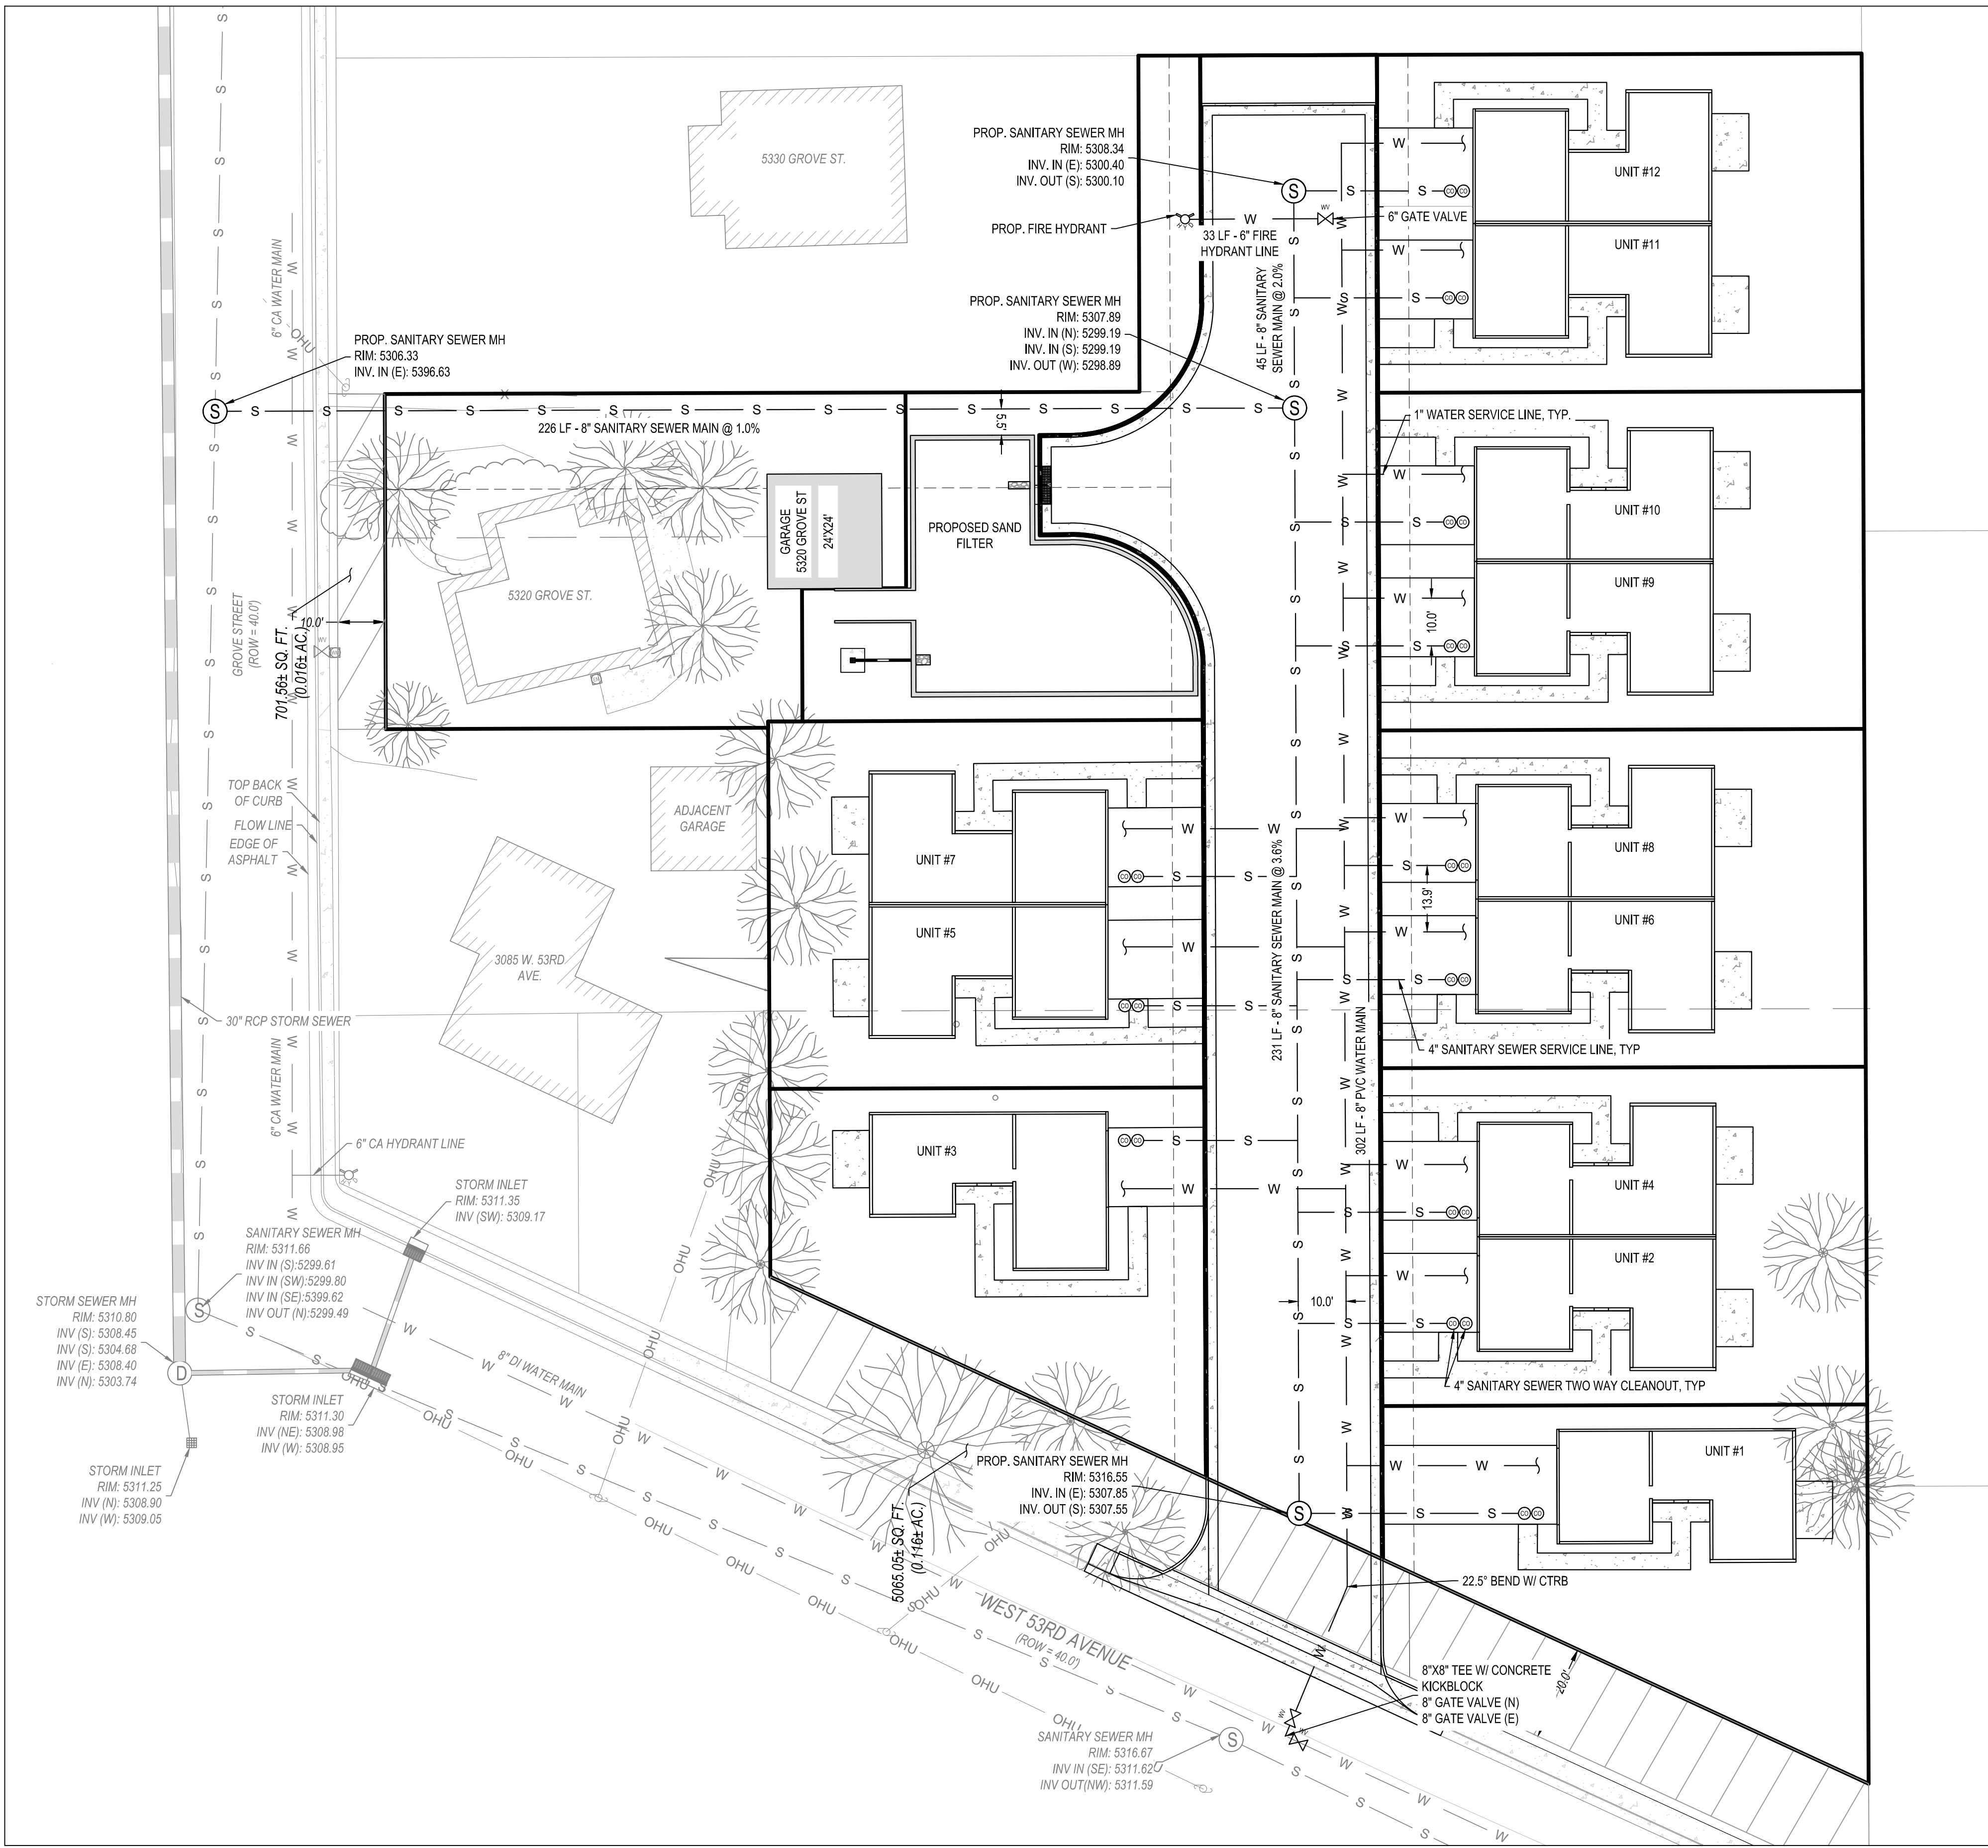 PROP. SANITARY SEWER MH
RIM: 5308.34
INV. IN (E): 5300.40
INV. OUT (S): 5300.10
5330 GROVE ST.
UNIT #12
PROP. FIRE HYDRANT
W
33 LF - 6" FIRE
HYDRANT LINE
WV
6" GATE VALVE
UNIT #11
6" CA WATER MAIN
OHU
45 LF - 8" SANITARY
SEWER MAIN @ 2.0%
PROP. SANITARY SEWER MH
RIM: 5307.89
INV. IN (N): 5299.19
INV. IN (S): 5299.19
INV. OUT (W): 5298.89
PROP. SANITARY SEWER MH
RIM: 5306.33
INV. IN (E): 5396.63
S S S S S S S S S S S S S S S
226 LF - 8" SANITARY SEWER MAIN @ 1.0%
5.5'
1" WATER SERVICE LINE, TYP.
GARAGE
5320 GROVE ST
24'X24'
PROPOSED SAND
FILTER
UNIT #10
UNIT #9
10.0'
5320 GROVE ST.
GROVE STREET
(ROW = 40.0')
701.56± SQ. FT.
(0.016± AC.)
10.0'
WV
TOP BACK
OF CURB
FLOW LINE
EDGE OF
ASPHALT
ADJACENT
GARAGE
UNIT #7
UNIT #5
231 LF - 8" SANITARY SEWER MAIN @ 3.6%
UNIT #8
13.9'
UNIT #6
3085 W. 53RD
AVE.
30" RCP STORM SEWER
302 LF - 8" PVC WATER MAIN
4" SANITARY SEWER SERVICE LINE, TYP
6" CA WATER MAIN
6" CA HYDRANT LINE
UNIT #3
UNIT #4
UNIT #2
STORM INLET
RIM: 5311.35
INV (SW): 5309.17
SANITARY SEWER MH
RIM: 5311.66
INV IN (S):5299.61
INV IN (SW):5299.80
INV IN (SE):5399.62
INV OUT (N):5299.49
STORM SEWER MH
RIM: 5310.80
INV (S): 5308.45
INV (S): 5304.68
INV (E): 5308.40
INV (N): 5303.74
D
10.0'
8" DI WATER MAIN
4" SANITARY SEWER TWO WAY CLEANOUT, TYP
STORM INLET
RIM: 5311.30
INV (NE): 5308.98
INV (W): 5308.95
STORM INLET
RIM: 5311.25
INV (N): 5308.90
INV (W): 5309.05
UNIT #1
PROP. SANITARY SEWER MH
RIM: 5316.55
INV. IN (E): 5307.85
INV. OUT (S): 5307.55
5065.05± SQ. FT.
(0.116± AC.)
22.5° BEND W/ CTRB
WEST 53RD AVENUE
(ROW = 40.0')
8"X8" TEE W/ CONCRETE
KICKBLOCK
8" GATE VALVE (N)
8" GATE VALVE (E)
20.0'
WV
SANITARY SEWER MH
RIM: 5316.67
INV IN (SE): 5311.62
INV OUT(NW): 5311.59